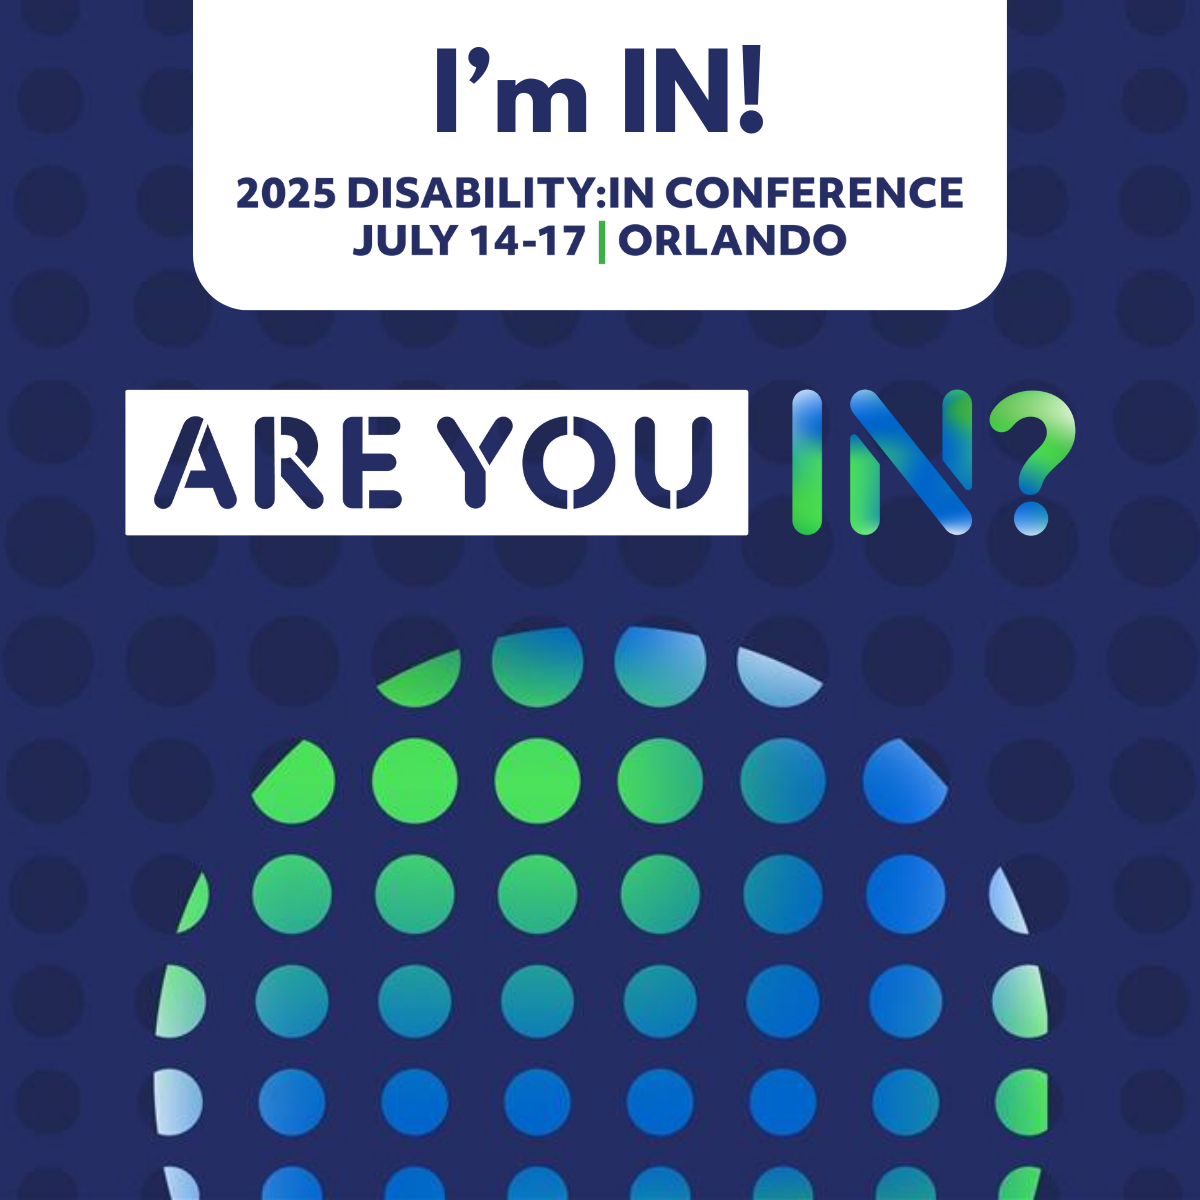 I’m IN!
2025 DISABILITY:IN CONFERENCE
JULY 14-17 | ORLANDO
ARE YOU IN?